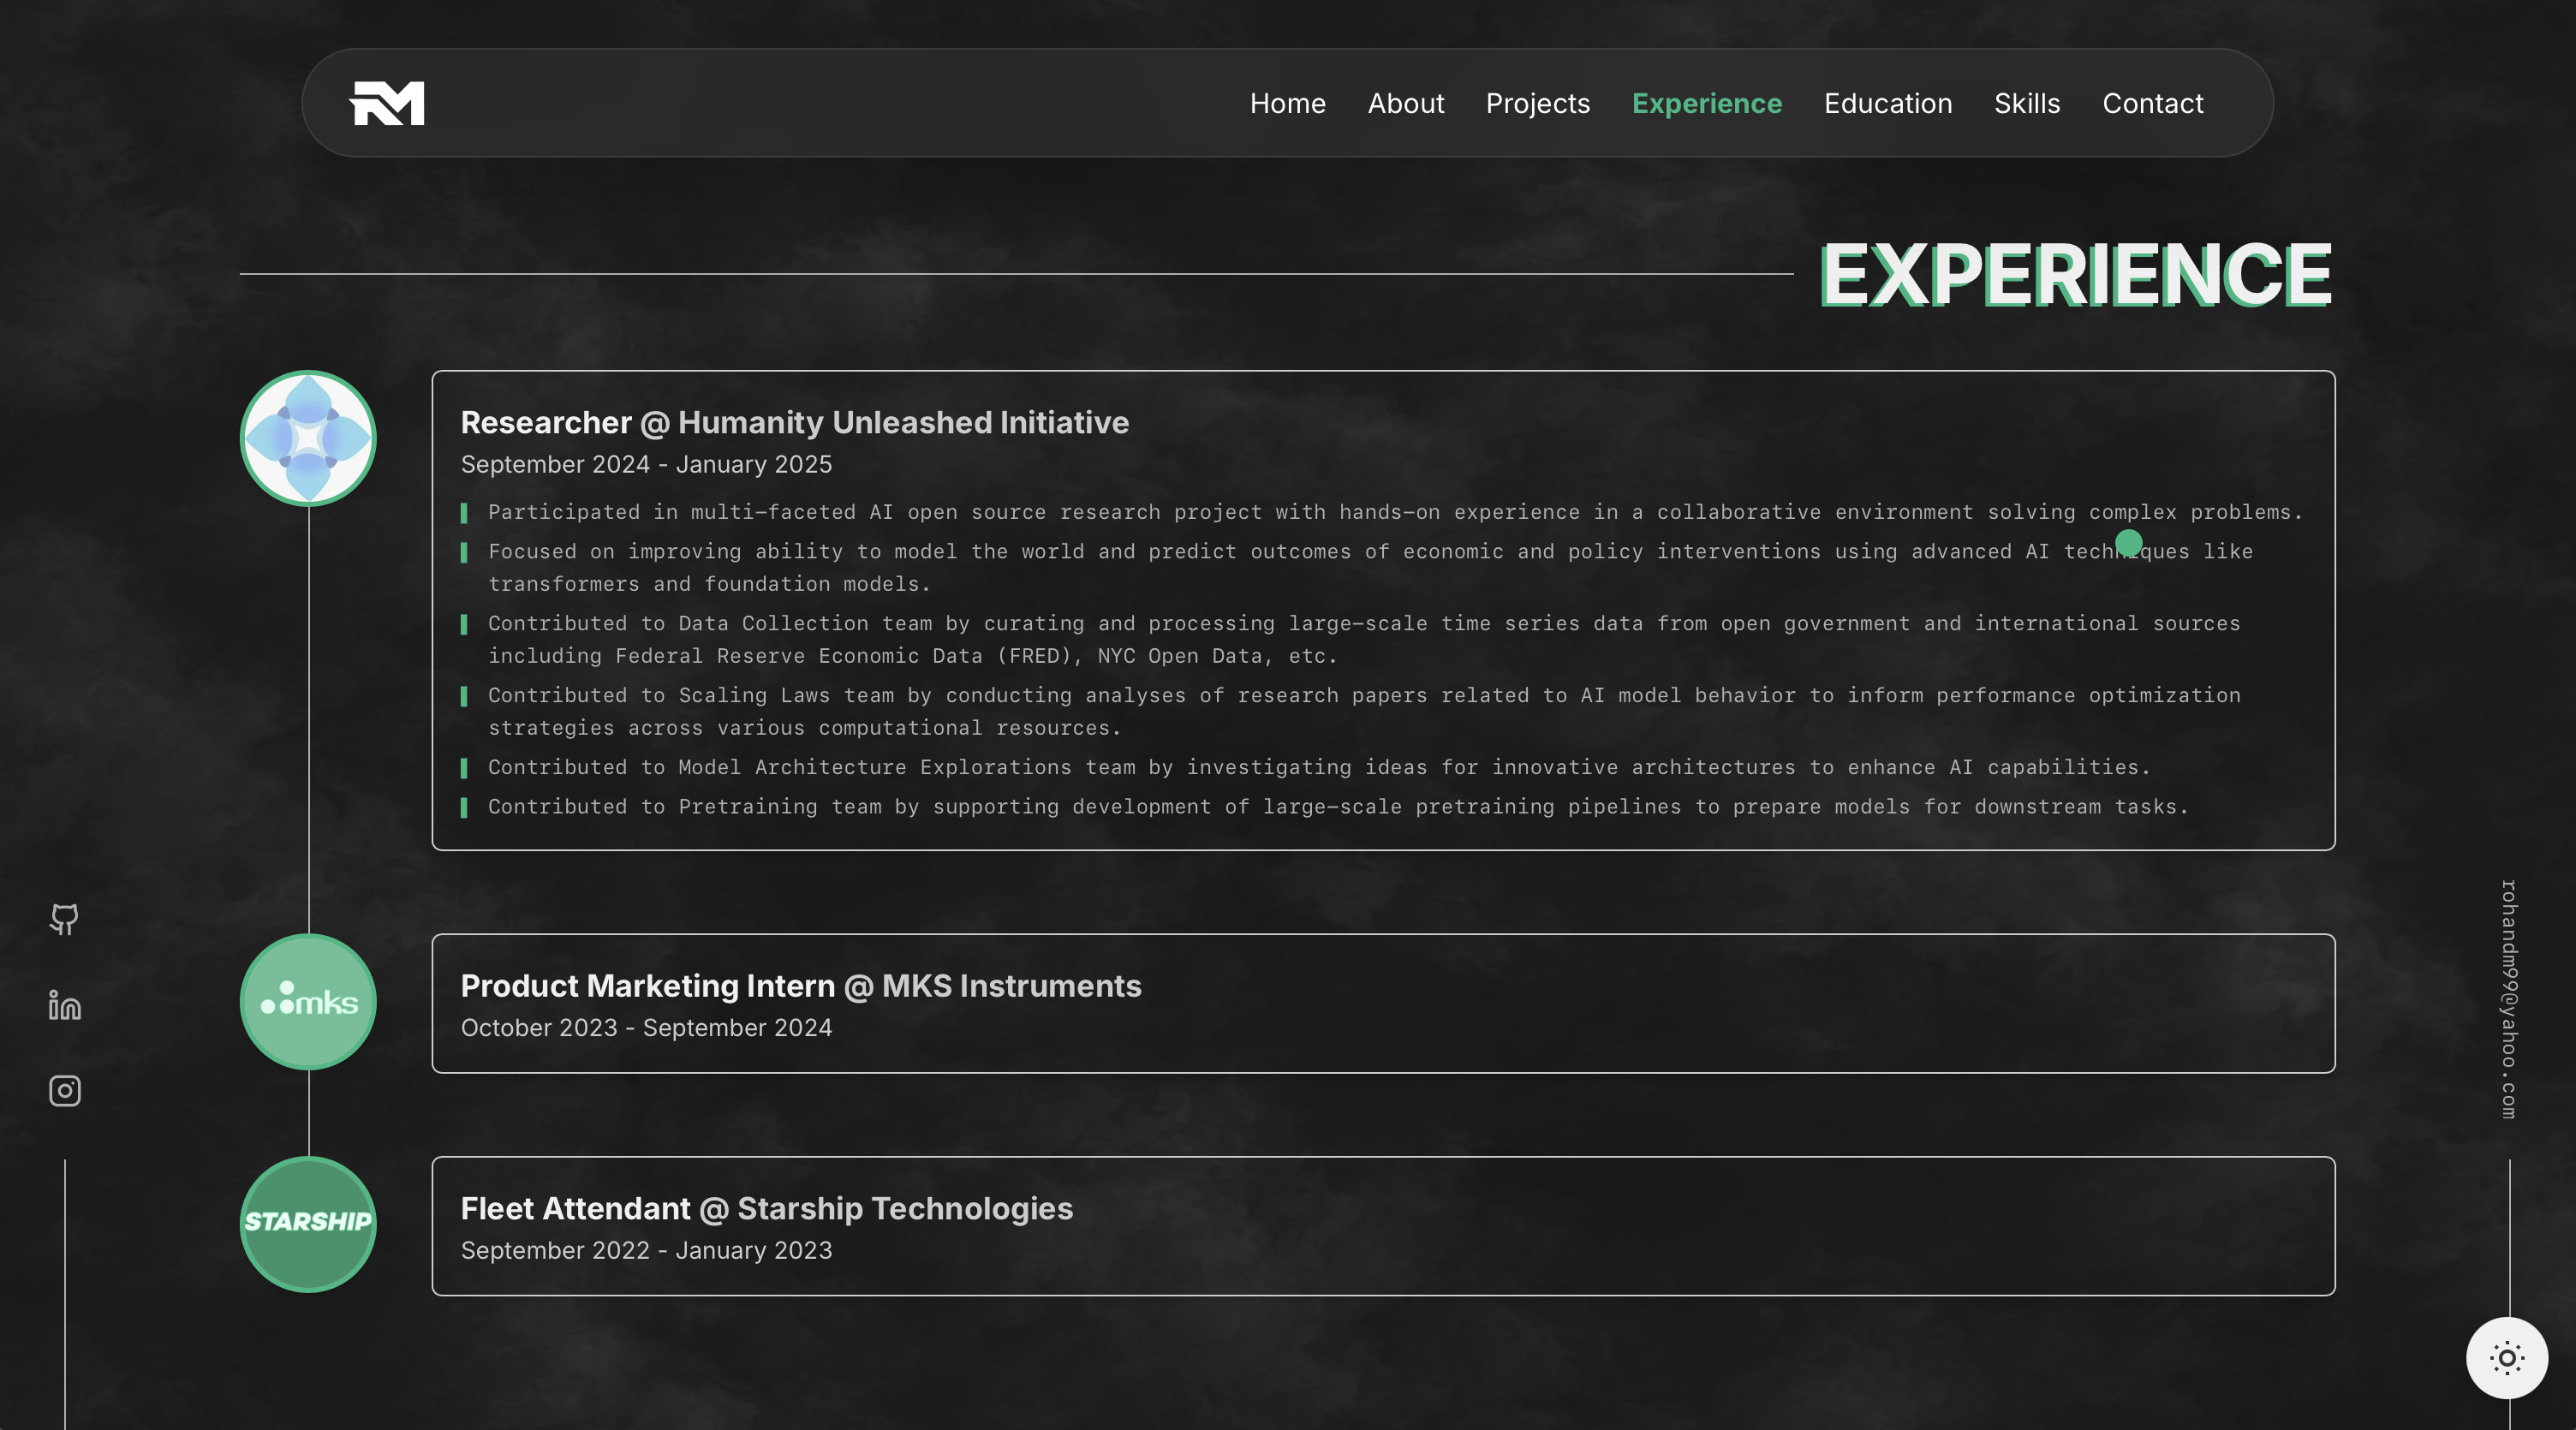 RM
Home About Projects Experience Education Skills Contact
EXPERIENCE
Researcher @ Humanity Unleashed Initiative
September 2024 - January 2025
Participated in multi-faceted AI open source research project with hands-on experience in a collaborative environment solving complex problems.
Focused on improving ability to model the world and predict outcomes of economic and policy interventions using advanced AI techniques like
transformers and foundation models.
Contributed to Data Collection team by curating and processing large-scale time series data from open government and international sources
including Federal Reserve Economic Data (FRED), NYC Open Data, etc.
Contributed to Scaling Laws team by conducting analyses of research papers related to AI model behavior to inform performance optimization
strategies across various computational resources.
Contributed to Model Architecture Explorations team by investigating ideas for innovative architectures to enhance AI capabilities.
Contributed to Pretraining team by supporting development of large-scale pretraining pipelines to prepare models for downstream tasks.
mks
Product Marketing Intern @ MKS Instruments
October 2023 - September 2024
STARSHIP
Fleet Attendant @ Starship Technologies
September 2022 - January 2023
in
rohandm99@yahoo.com